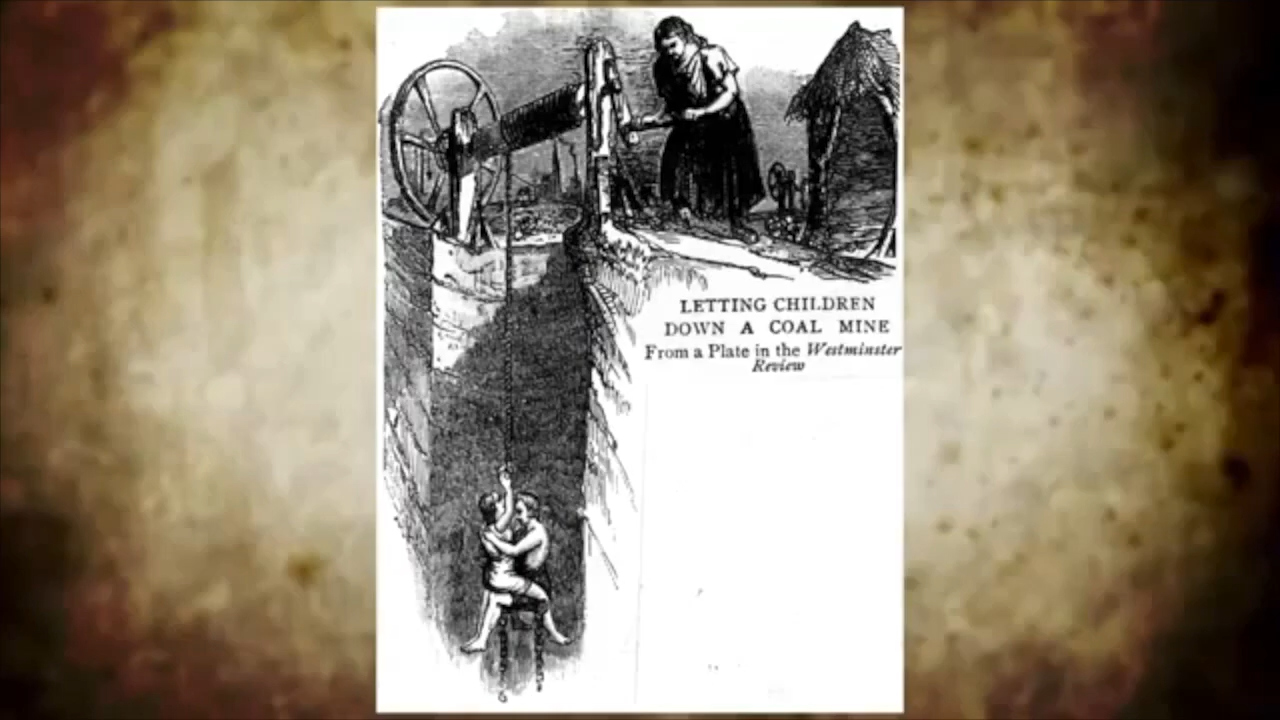 LETTING CHILDREN
DOWN A COAL MINE
From a Plate in the Westminster
Review